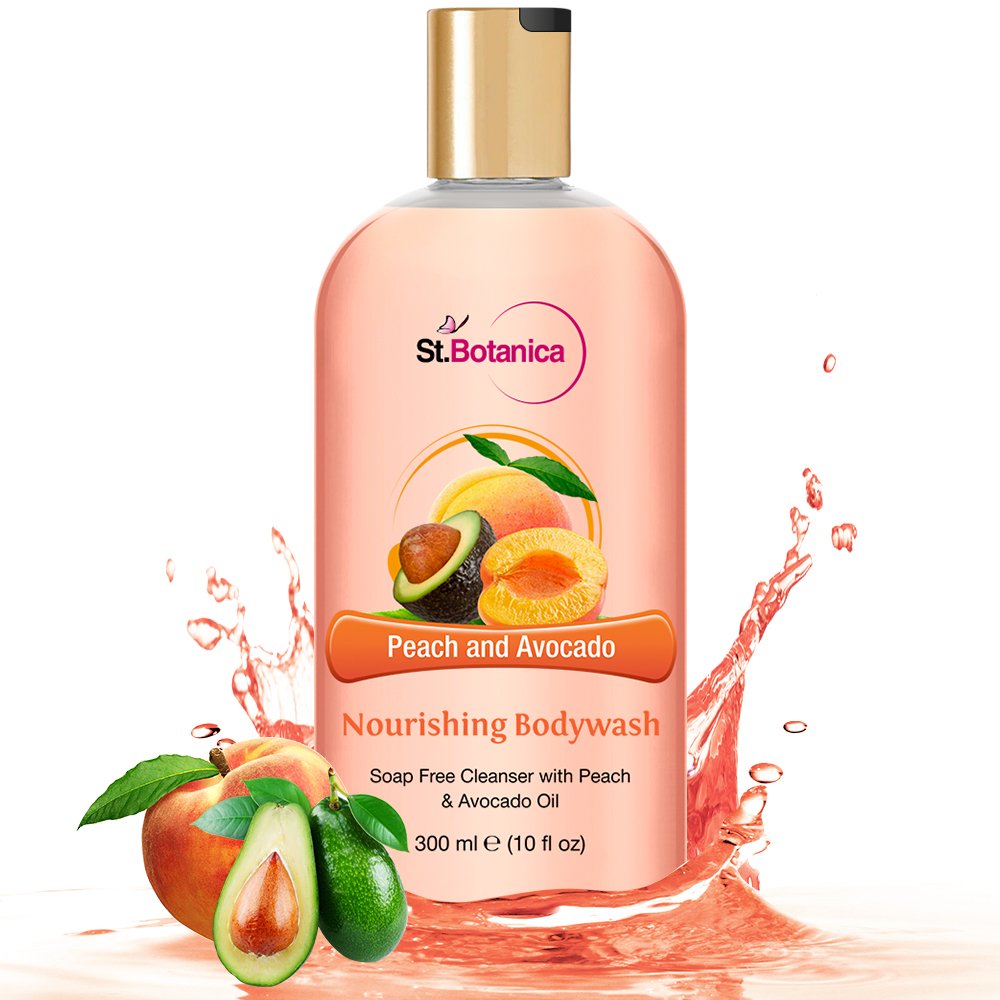 St.Botanica
Peach and Avocado
Nourishing Bodywash
Soap Free Cleanser with Peach
& Avocado Oil
300 ml ℮ (10 fl oz)